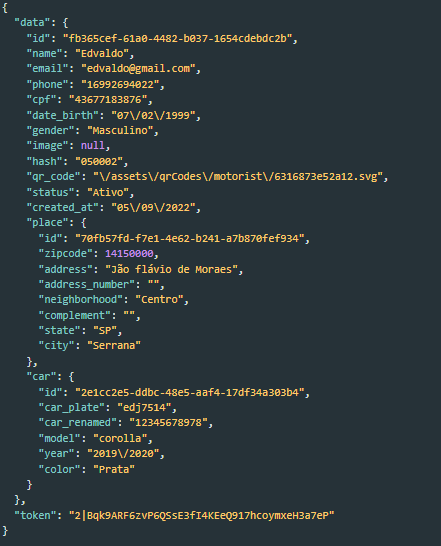 {
"data": {
"id": "fb365cef-61a0-4482-b037-1654cdebdc2b",
"name": "Edvaldo",
"email": "edvaldo@gmail.com",
"phone": "16992694022",
"cpf": "43677183876",
"date_birth": "07\/02\/1999",
"gender": "Masculino",
"image": null,
"hash": "050002",
"qr_code": "\/assets\/qrCodes\/motorist\/6316873e52a12.svg",
"status": "Ativo",
"created_at": "05\/09\/2022",
"place": {
"id": "70fb57fd-f7e1-4e62-b241-a7b870fef934",
"zipcode": 14150000,
"address": "Jão flávio de Moraes",
"address_number": "",
"neighborhood": "Centro",
"complement": "",
"state": "SP",
"city": "Serrana"
},
"car": {
"id": "2e1cc2e5-ddbc-48e5-aaf4-17df34a303b4",
"car_plate": "edj7514",
"car_renamed": "12345678978",
"model": "corolla",
"year": "2019\/2020",
"color": "Prata"
}
},
"token": "2|Bqk9ARF6zvP6QSsE3fI4KEeQ917hcoymxeH3a7eP"
}